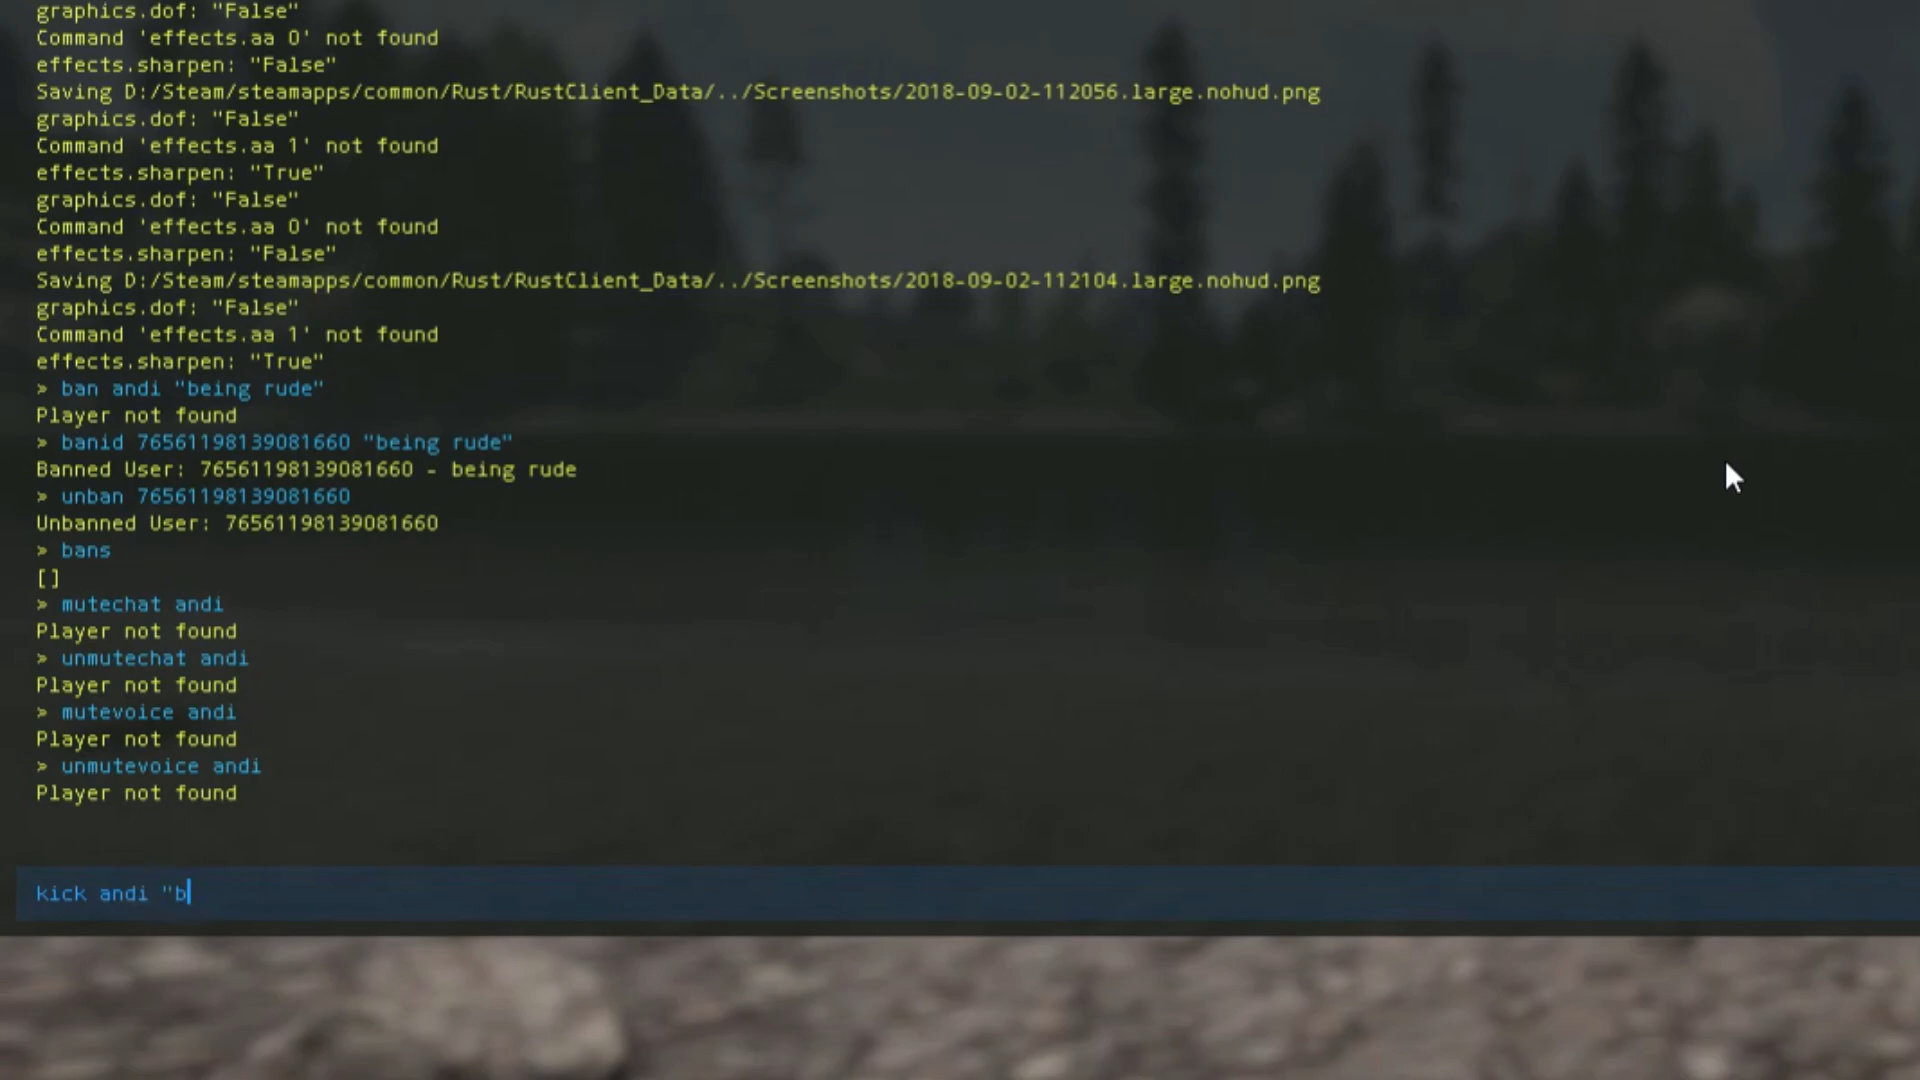 graphics.dof: "False"
Command 'effects.aa 0' not found
effects.sharpen: "False"
Saving D:/Steam/steamapps/common/Rust/RustClient_Data/../Screenshots/2018-09-02-112056.large.nohud.png
graphics.dof: "False"
Command 'effects.aa 1' not found
effects.sharpen: "True"
graphics.dof: "False"
Command 'effects.aa 0' not found
effects.sharpen: "False"
Saving D:/Steam/steamapps/common/Rust/RustClient_Data/../Screenshots/2018-09-02-112104.large.nohud.png
graphics.dof: "False"
Command 'effects.aa 1' not found
effects.sharpen: "True"
> ban andi "being rude"
Player not found
> banid 76561198139081660 "being rude"
Banned User: 76561198139081660 - being rude
> unban 76561198139081660
Unbanned User: 76561198139081660
> bans
[]
> mutechat andi
Player not found
> unmutechat andi
Player not found
> mutevoice andi
Player not found
> unmutevoice andi
Player not found
kick andi "b